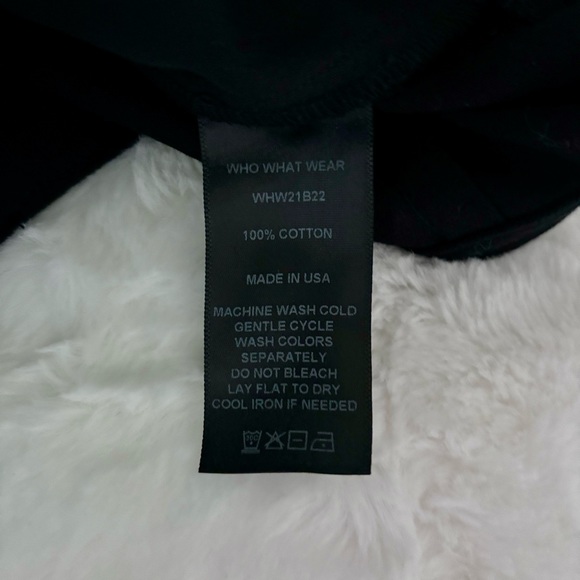 WHO WHAT WEAR
WHW21B22
100% COTTON
MADE IN USA
MACHINE WASH COLD
GENTLE CYCLE
WASH COLORS
SEPARATELY
DO NOT BLEACH
LAY FLAT TO DRY
COOL IRON IF NEEDED